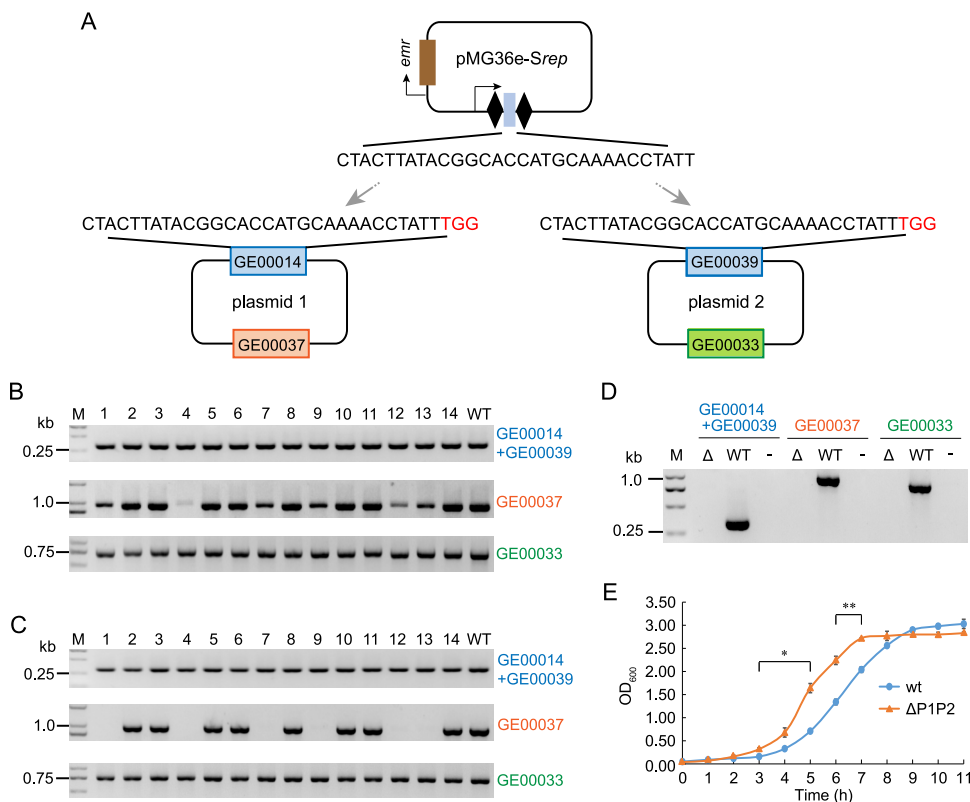 A
emr
pMG36e-Srep
CTACTTATACGGCACCATGCAAAACCTATT
CTACTTATACGGCACCATGCAAAACCTATTTGG
CTACTTATACGGCACCATGCAAAACCTATTTGG
GE00014
plasmid 1
GE00037
GE00039
plasmid 2
GE00033
B
kb
M 1 2 3 4 5 6 7 8 9 10 11 12 13 14 WT
0.25
GE00014
+GE00039
1.0
GE00037
0.75
GE00033
C
kb
M 1 2 3 4 5 6 7 8 9 10 11 12 13 14 WT
0.25
GE00014
+GE00039
1.0
GE00037
0.75
GE00033
D
GE00014
+GE00039
GE00037
GE00033
kb
M Δ WT - Δ WT - Δ WT -
1.0
0.25
E
OD600
3.50
3.00
2.50
2.00
1.50
1.00
0.50
0.00
*
**
wt
ΔP1P2
0 1 2 3 4 5 6 7 8 9 10 11
Time (h)